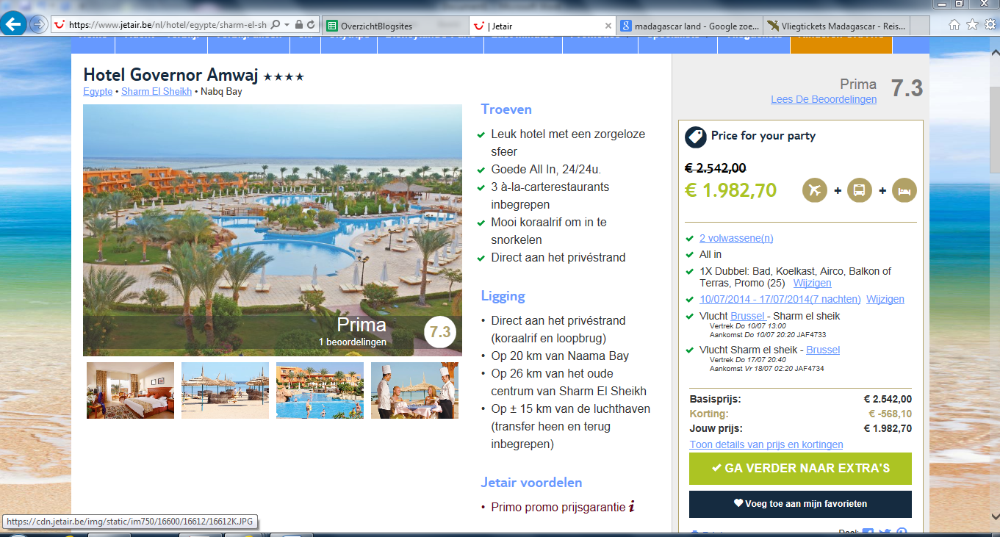 https://www.jetair.be/nl/hotel/egypte/sharm-el-sh
OverzichtBlogsites
| Jetair
madagascar land - Google zoe...
Vliegtickets Madagascar - Reis...
Hotel Governor Amwaj ★★★★
Egypte • Sharm El Sheikh • Nabq Bay
Prima
1 beoordelingen
7.3
Troeven
Leuk hotel met een zorgeloze
sfeer
Goede All In, 24/24u.
3 à-la-carterestaurants
inbegrepen
Mooi koraalrif om in te
snorkelen
Direct aan het privéstrand
Ligging
• Direct aan het privéstrand
(koraalrif en loopbrug)
• Op 20 km van Naama Bay
• Op 26 km van het oude
centrum van Sharm El Sheikh
• Op ± 15 km van de luchthaven
(transfer heen en terug
inbegrepen)
Jetair voordelen
• Primo promo prijsgarantie i
Prima 7.3
Lees De Beoordelingen
Price for your party
€ 2.542,00
€ 1.982,70 + +
2 volwassene(n)
All in
1X Dubbel: Bad, Koelkast, Airco, Balkon of
Terras, Promo (25) Wijzigen
10/07/2014 - 17/07/2014(7 nachten) Wijzigen
Vlucht Brussel - Sharm el sheik
Vertrek Do 10/07 13:00
Aankomst Do 10/07 20:20 JAF4733
Vlucht Sharm el sheik - Brussel
Vertrek Do 17/07 20:40
Aankomst Vr 18/07 02:20 JAF4734
Basisprijs: € 2.542,00
Korting: € -568,10
Jouw prijs: € 1.982,70
Toon details van prijs en kortingen
GA VERDER NAAR EXTRA'S
Voeg toe aan mijn favorieten
Deel:
https://cdn.jetair.be/img/static/im750/16600/16612/16612K.JPG